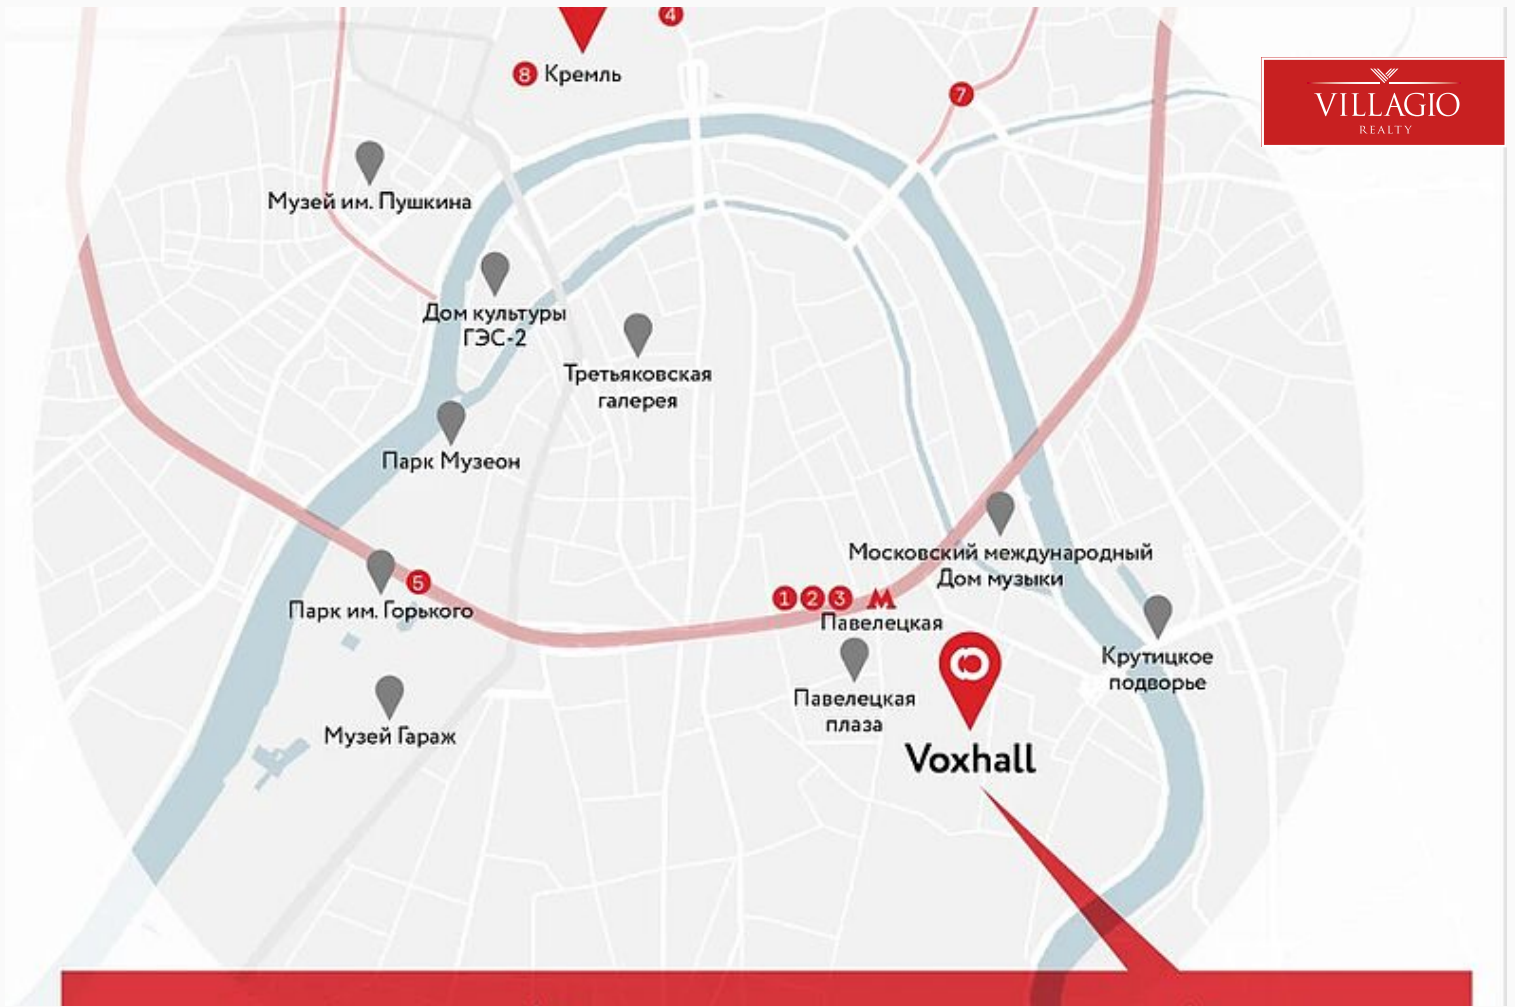 4
8 Кремль
7
VILLAGIO
REALTY
Музей им. Пушкина
Дом культуры
ГЭС-2
Третьяковская
галерея
Парк Музеон
Московский международный
Дом музыки
5
Парк им. Горького
1 2 3 М
Павелецкая
Крутицкое
подворье
Павелецкая
плаза
Музей Гараж
Voxhall